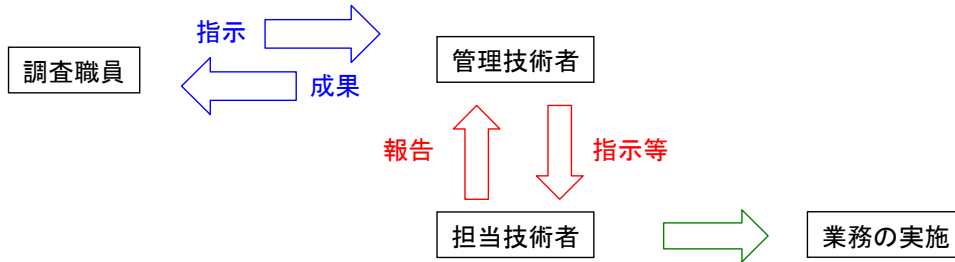 指示
調査職員
管理技術者
成果
報告
指示等
担当技術者
業務の実施